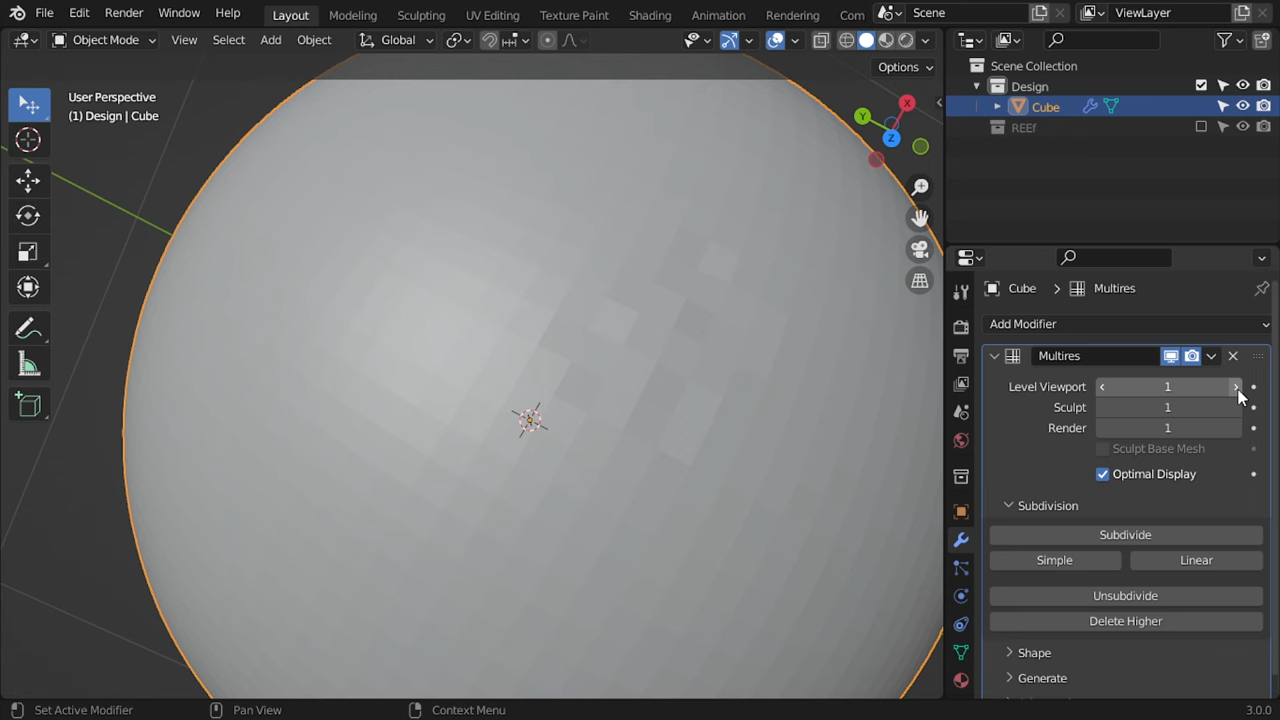 File Edit Render Window Help Layout Modeling Sculpting UV Editing Texture Paint Shading Animation Rendering Com Scene ViewLayer
Object Mode View Select Add Object Global
Options
Scene Collection
Design
Cube
REEf
User Perspective
(1) Design | Cube
X
Y
Z
Cube > Multires
Add Modifier
Multires
Level Viewport 1
Sculpt 1
Render 1
Sculpt Base Mesh
Optimal Display
Subdivision
Subdivide
Simple Linear
Unsubdivide
Delete Higher
Shape
Generate
Set Active Modifier Pan View Context Menu 3.0.0